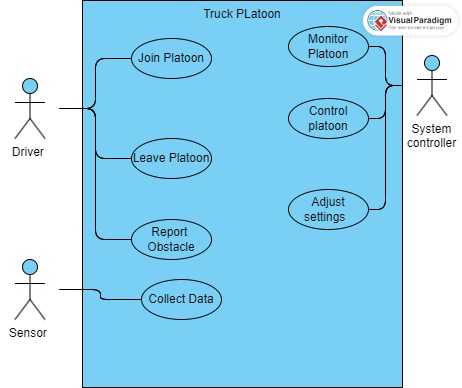 Truck PLatoon
Made with
Visual Paradigm
For non-commercial use
Join Platoon
Monitor
Platoon
Driver
Control
platoon
System
controller
Leave Platoon
Adjust
settings
Report
Obstacle
Sensor
Collect Data